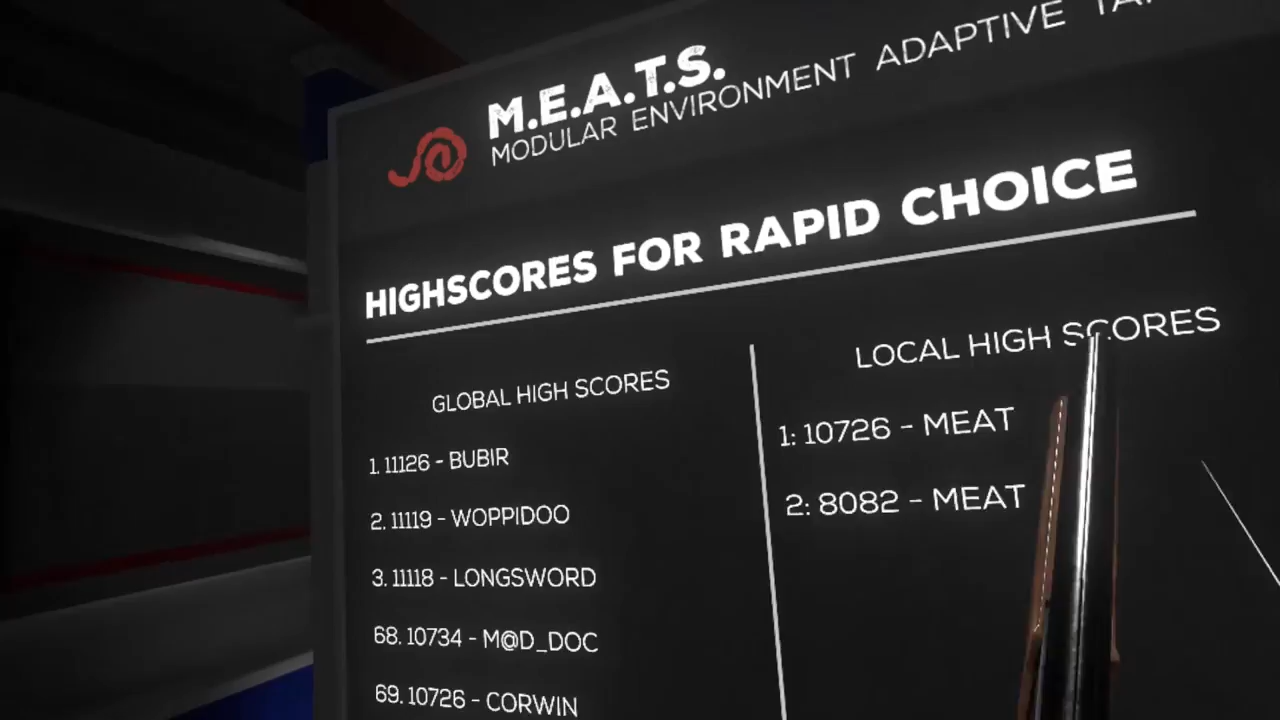 M.E.A.T.S.
MODULAR ENVIRONMENT ADAPTIVE
HIGHSCORES FOR RAPID CHOICE
GLOBAL HIGH SCORES
1. 11126 - BUBIR
2. 11119 - WOPPIDOO
3. 11118 - LONGSWORD
68. 10734 - M@D_DOC
69. 10726 - CORWIN
LOCAL HIGH SCORES
1: 10726 - MEAT
2: 8082 - MEAT